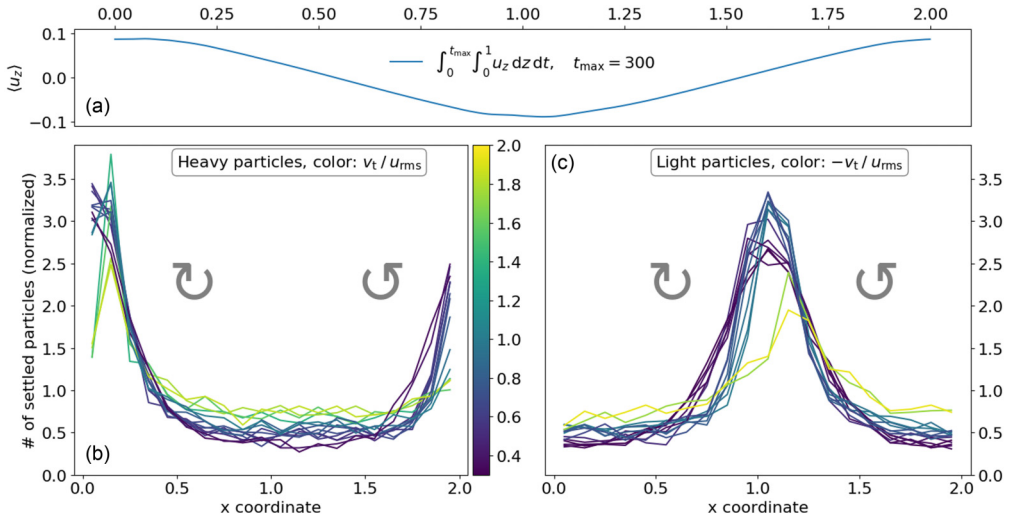 0.00 0.25 0.50 0.75 1.00 1.25 1.50 1.75 2.00
0.1
0.0
−0.1
⟨u_z⟩
∫_0^{t_max} ∫_0^1 u_z dz dt, t_max = 300
(a)
Heavy particles, color: v_t / u_rms
# of settled particles (normalized)
3.5
3.0
2.5
2.0
1.5
1.0
0.5
0.0
(b)
0.0 0.5 1.0 1.5 2.0
x coordinate
2.0
1.8
1.6
1.4
1.2
1.0
0.8
0.6
0.4
(c)
Light particles, color: −v_t / u_rms
3.5
3.0
2.5
2.0
1.5
1.0
0.5
0.0
0.0 0.5 1.0 1.5 2.0
x coordinate